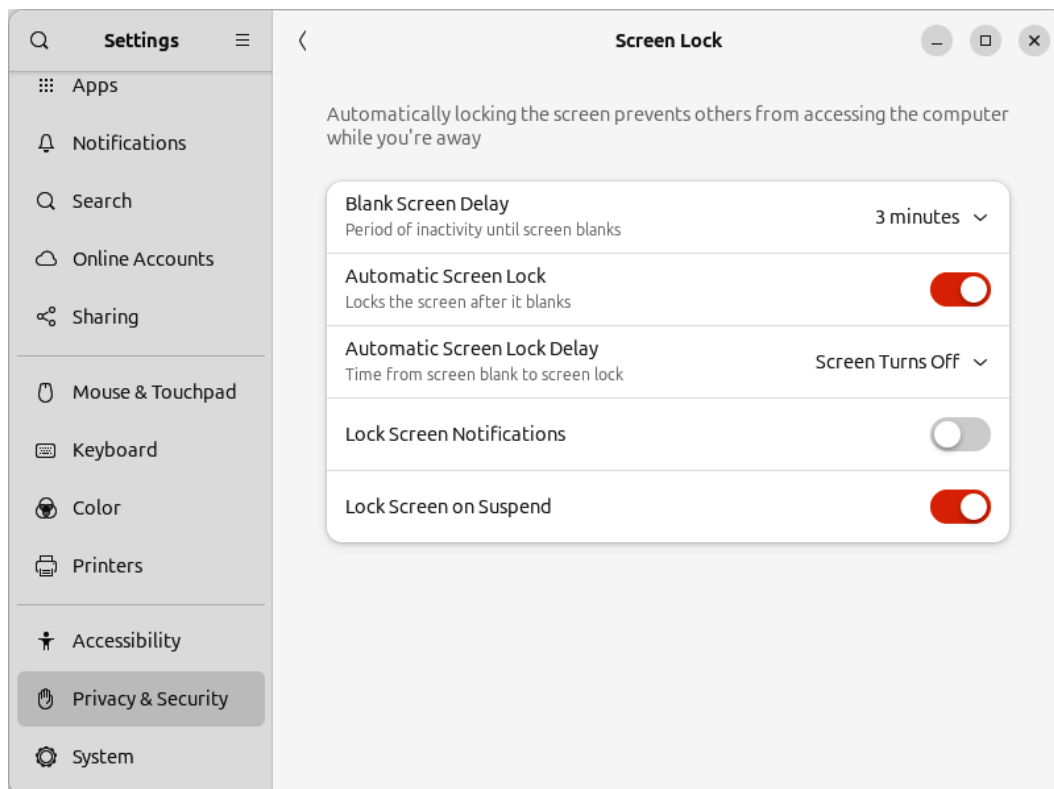 Settings
Apps
Notifications
Search
Online Accounts
Sharing
Mouse & Touchpad
Keyboard
Color
Printers
Accessibility
Privacy & Security
System
Screen Lock
Automatically locking the screen prevents others from accessing the computer
while you're away
Blank Screen Delay
Period of inactivity until screen blanks
3 minutes
Automatic Screen Lock
Locks the screen after it blanks
Automatic Screen Lock Delay
Time from screen blank to screen lock
Screen Turns Off
Lock Screen Notifications
Lock Screen on Suspend